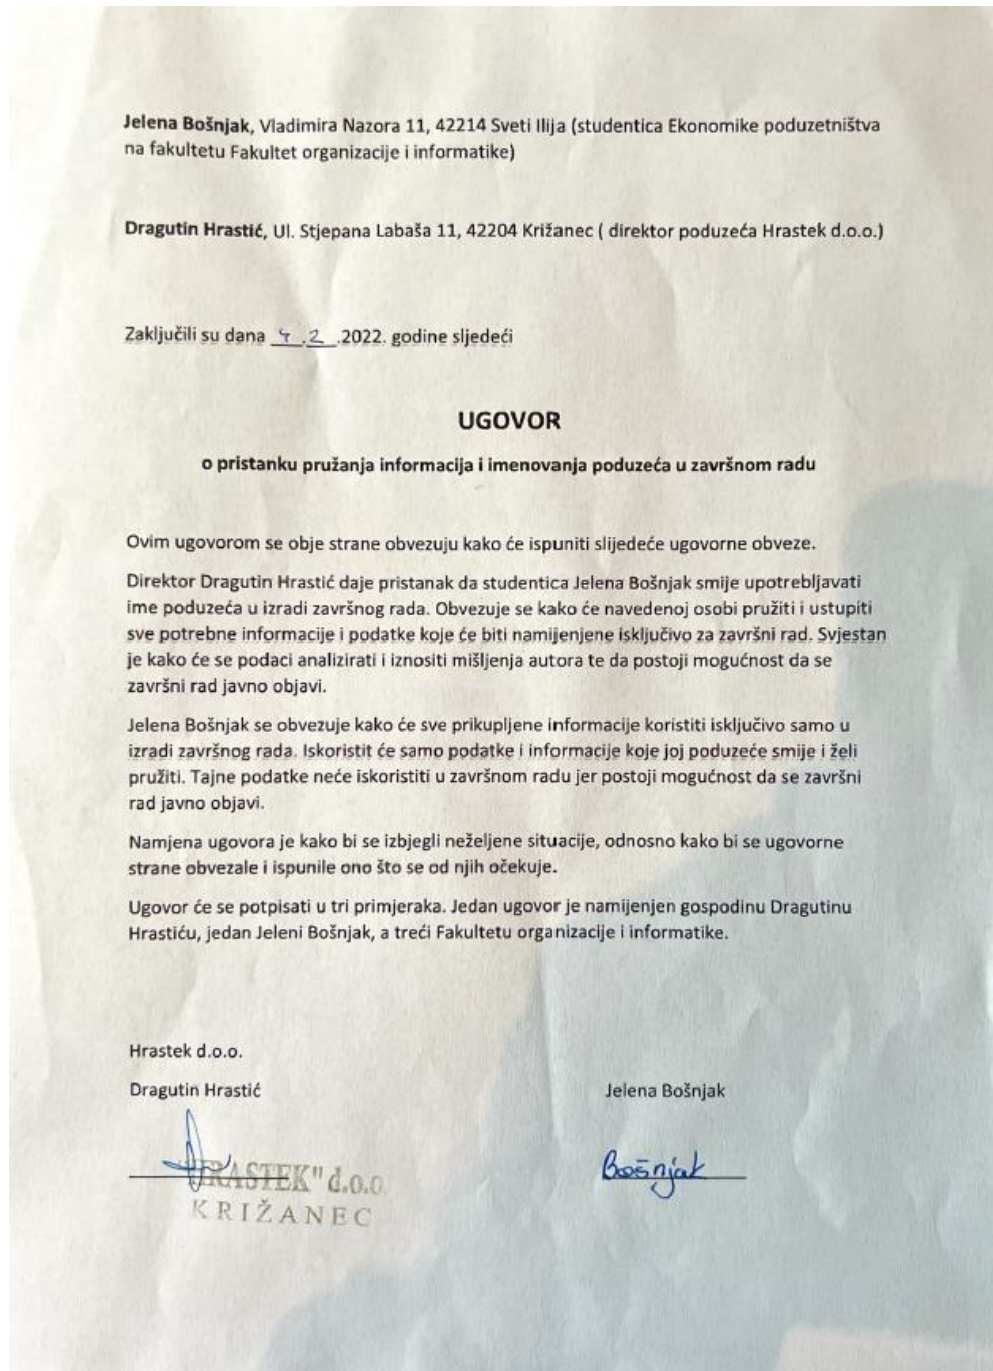 Jelena Bošnjak, Vladimira Nazora 11, 42214 Sveti Ilija (studentica Ekonomike poduzetništva
na fakultetu Fakultet organizacije i informatike)
Dragutin Hrastić, Ul. Stjepana Labaša 11, 42204 Križanec ( direktor poduzeća Hrastek d.o.o.)
Zaključili su dana 4.2.2022. godine sljedeći
UGOVOR
o pristanku pružanja informacija i imenovanja poduzeća u završnom radu
Ovim ugovorom se obje strane obvezuju kako će ispuniti slijedeće ugovorne obveze.
Direktor Dragutin Hrastić daje pristanak da studentica Jelena Bošnjak smije upotrebljavati
ime poduzeća u izradi završnog rada. Obvezuje se kako će navedenoj osobi pružiti i ustupiti
sve potrebne informacije i podatke koje će biti namijenjene isključivo za završni rad. Svjestan
je kako će se podaci analizirati i iznositi mišljenja autora te da postoji mogućnost da se
završni rad javno objavi.
Jelena Bošnjak se obvezuje kako će sve prikupljene informacije koristiti isključivo samo u
izradi završnog rada. Iskoristit će samo podatke i informacije koje joj poduzeće smije i želi
pružiti. Tajne podatke neće iskoristiti u završnom radu jer postoji mogućnost da se završni
rad javno objavi.
Namjena ugovora je kako bi se izbjegli neželjene situacije, odnosno kako bi se ugovorne
strane obvezale i ispunile ono što se od njih očekuje.
Ugovor će se potpisati u tri primjeraka. Jedan ugovor je namijenjen gospodinu Dragutinu
Hrastiću, jedan Jeleni Bošnjak, a treći Fakultetu organizacije i informatike.
Hrastek d.o.o.
Dragutin Hrastić
Jelena Bošnjak
Bošnjak
HRASTEK" d.o.o.
KRIŽANEC